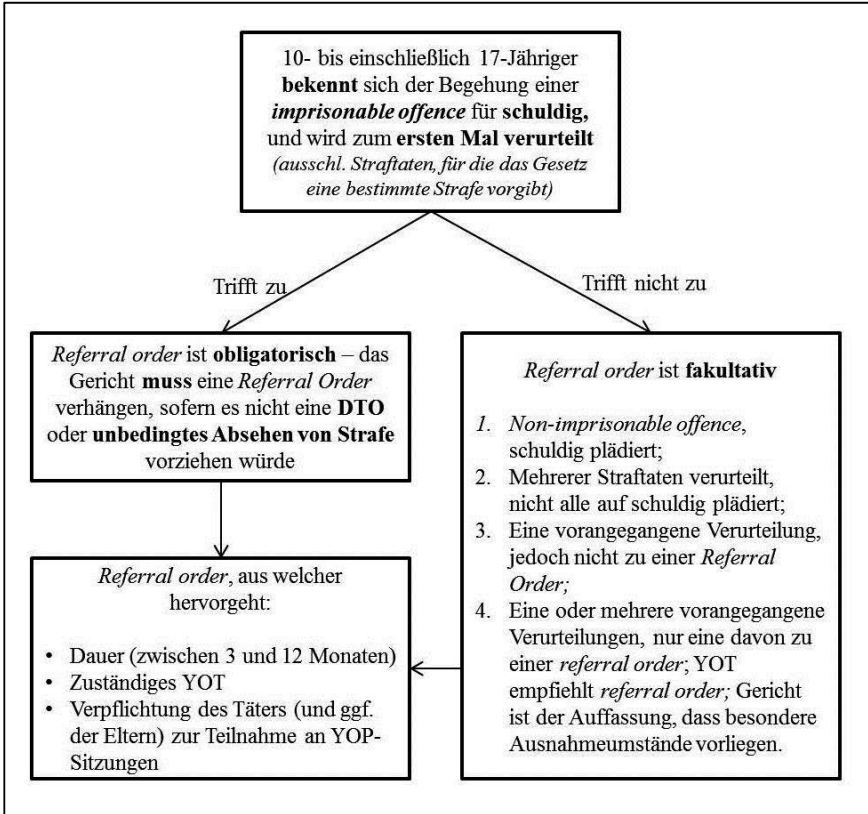 10- bis einschließlich 17-Jähriger
bekennt sich der Begehung einer
imprisonable offence für schuldig,
und wird zum ersten Mal verurteilt
(ausschl. Straftaten, für die das Gesetz
eine bestimmte Strafe vorgibt)
Trifft zu
Trifft nicht zu
Referral order ist obligatorisch – das
Gericht muss eine Referral Order
verhängen, sofern es nicht eine DTO
oder unbedingtes Absehen von Strafe
vorziehen würde
Referral order ist fakultativ
1. Non-imprisonable offence,
schuldig plädiert;
2. Mehrerer Straftaten verurteilt,
nicht alle auf schuldig plädiert;
3. Eine vorangegangene Verurteilung,
jedoch nicht zu einer Referral
Order;
4. Eine oder mehrere vorangegangene
Verurteilungen, nur eine davon zu
einer referral order; YOT
empfiehlt referral order; Gericht
ist der Auffassung, dass besondere
Ausnahmeumstände vorliegen.
Referral order, aus welcher
hervorgeht:
• Dauer (zwischen 3 und 12 Monaten)
• Zuständiges YOT
• Verpflichtung des Täters (und ggf.
der Eltern) zur Teilnahme an YOP-
Sitzungen